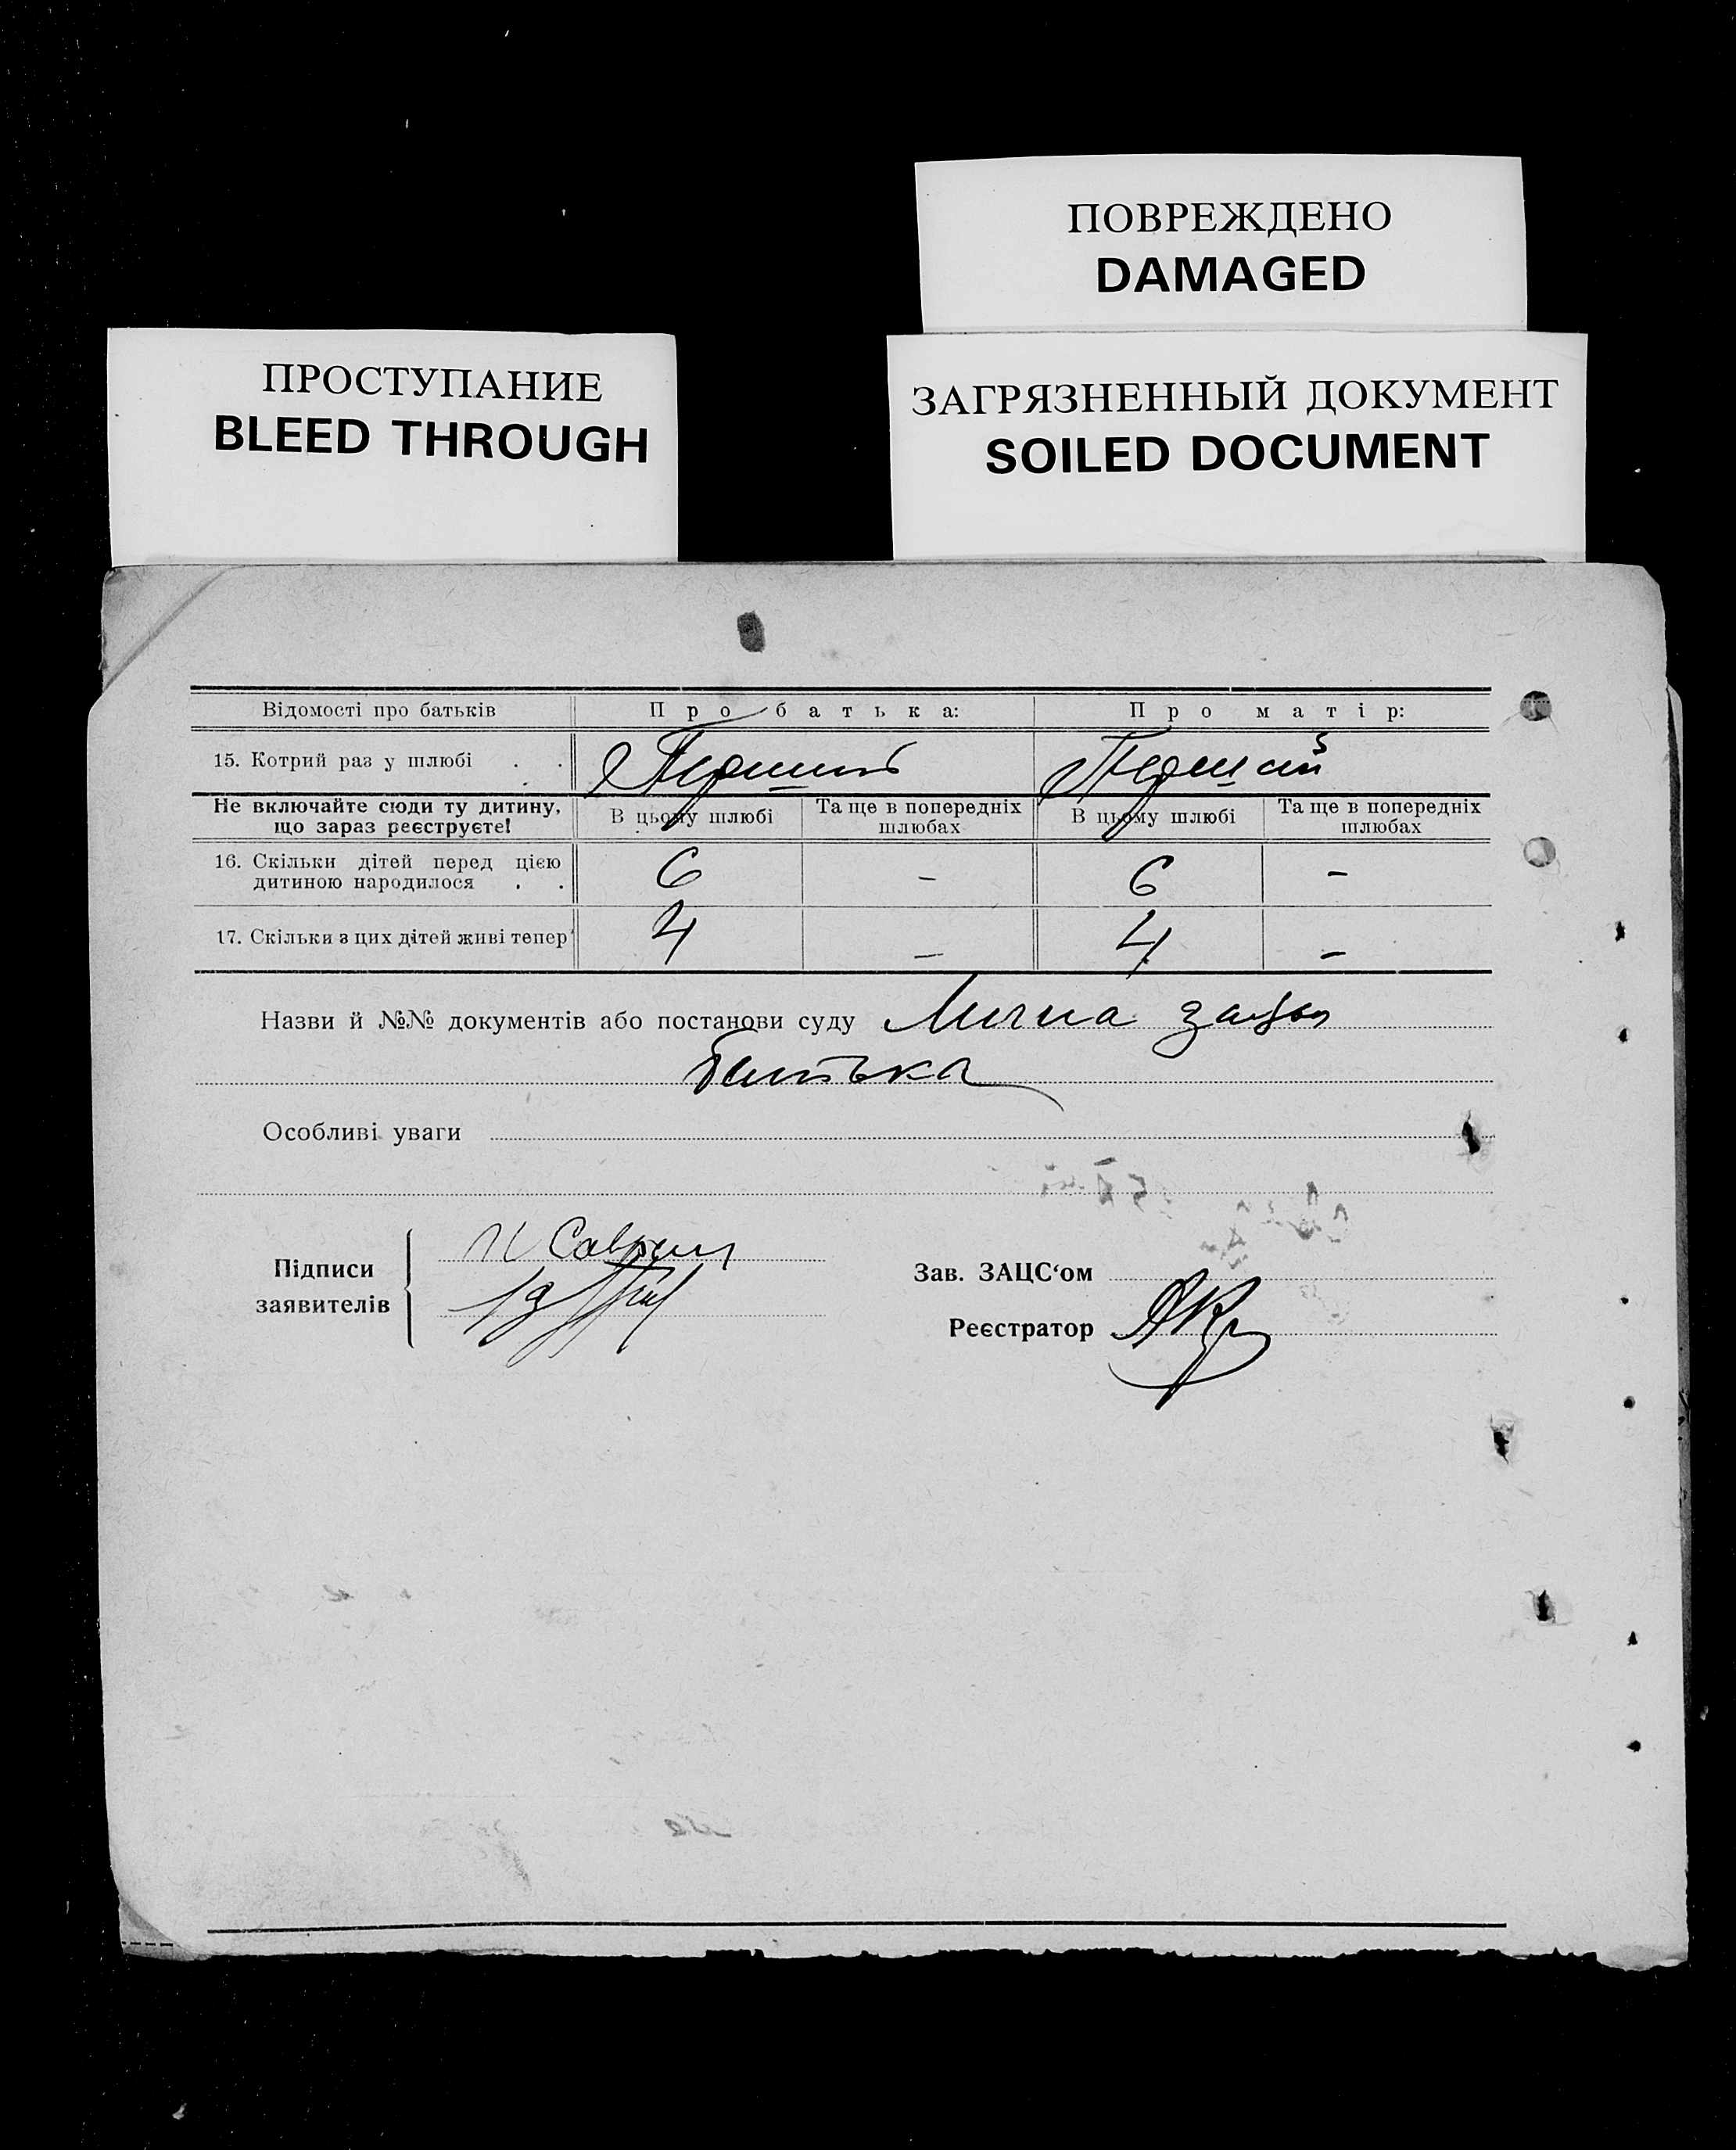 ПОВРЕЖДЕНО
DAMAGED
ПРОСТУПАНИЕ
BLEED THROUGH
ЗАГРЯЗНЕННЫЙ ДОКУМЕНТ
SOILED DOCUMENT
Відомості про батьків Про батька: Про матір:
15. Котрий раз у шлюбі . . Перший Перший
Не включайте сюди ту дитину, що зараз реєструєте! В цьому шлюбі Та ще в попередніх шлюбах В цьому шлюбі Та ще в попередніх шлюбах
16. Скільки дітей перед цією дитиною народилося . . 6 – 6 –
17. Скільки з цих дітей живі тепер 4 – 4 –
Назви й №№ документів або постанови суду Лична
батька
Особливі уваги
Підписи заявителів
Зав. ЗАЦС‘ом
Реєстратор